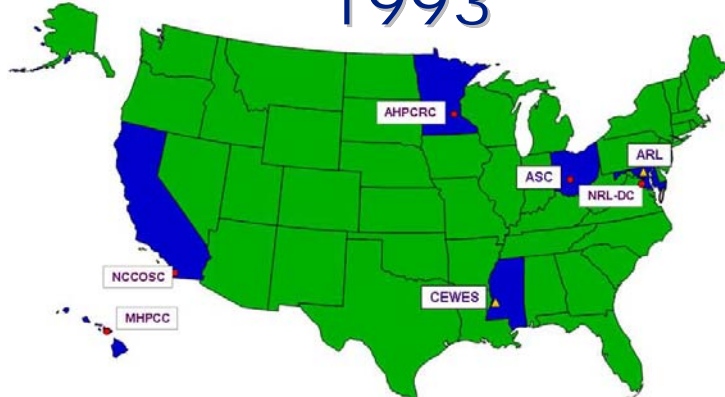 1993
AHPCRC
ARL
ASC
NRL-DC
NCCOSC
CEWES
MHPCC